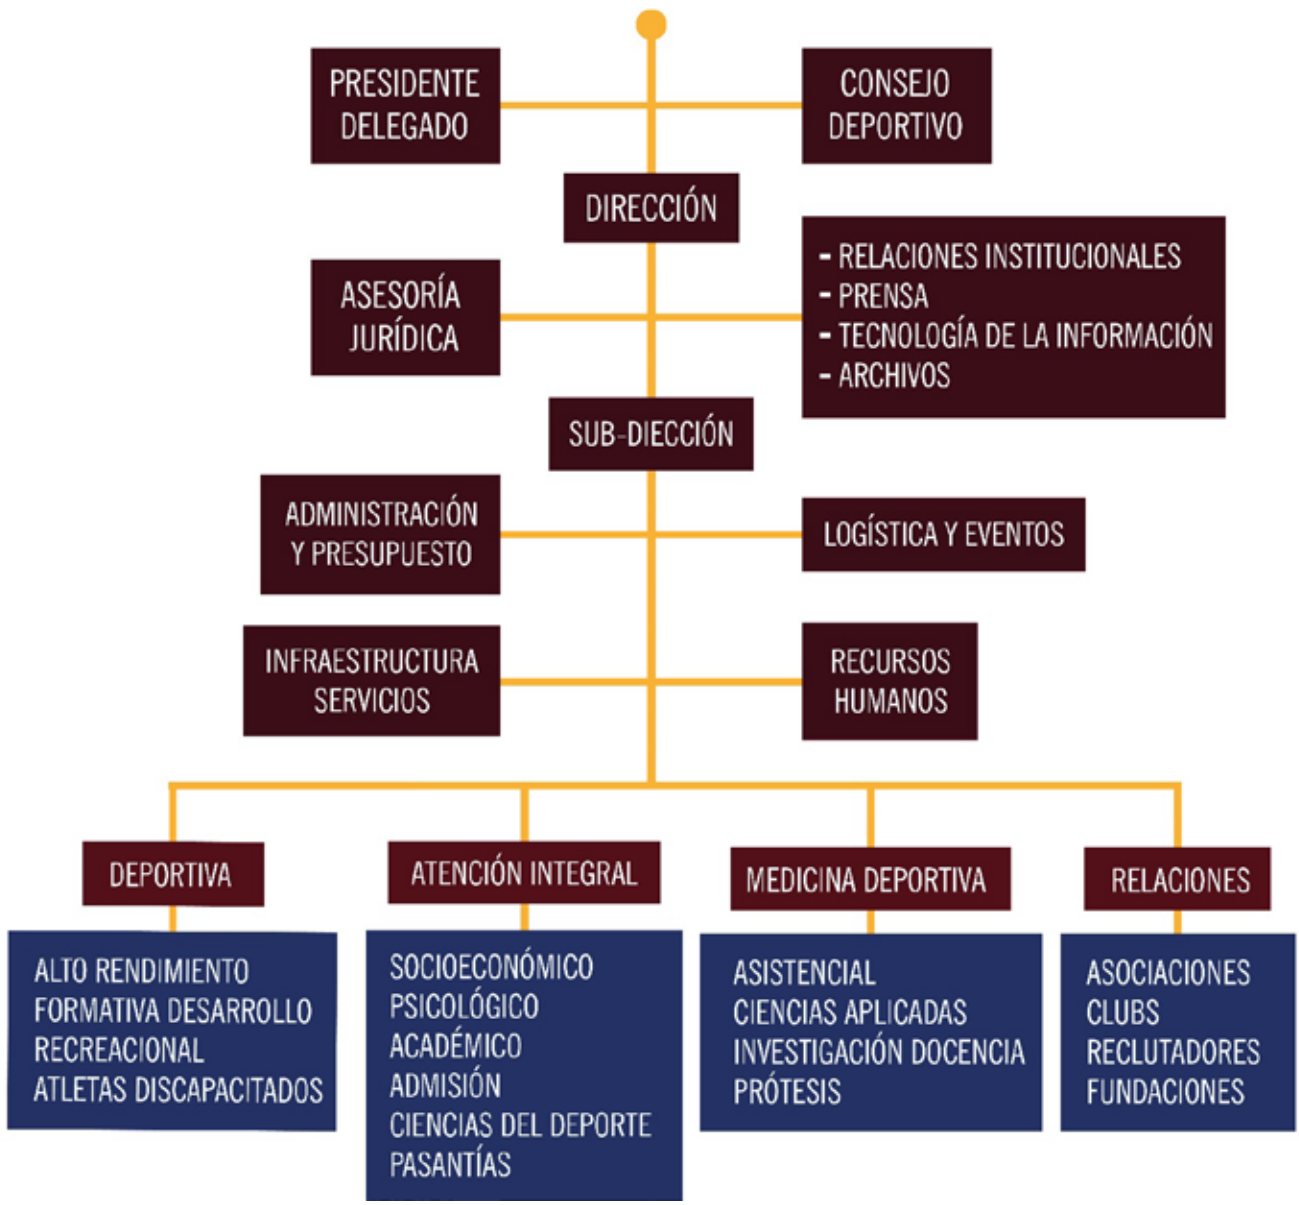 PRESIDENTE
DELEGADO
CONSEJO
DEPORTIVO
DIRECCIÓN
ASESORÍA
JURÍDICA
- RELACIONES INSTITUCIONALES
- PRENSA
- TECNOLOGÍA DE LA INFORMACIÓN
- ARCHIVOS
SUB-DIECCIÓN
ADMINISTRACIÓN
Y PRESUPUESTO
LOGÍSTICA Y EVENTOS
INFRAESTRUCTURA
SERVICIOS
RECURSOS
HUMANOS
DEPORTIVA
ALTO RENDIMIENTO
FORMATIVA DESARROLLO
RECREACIONAL
ATLETAS DISCAPACITADOS
ATENCIÓN INTEGRAL
SOCIOECONÓMICO
PSICOLÓGICO
ACADÉMICO
ADMISIÓN
CIENCIAS DEL DEPORTE
PASANTÍAS
MEDICINA DEPORTIVA
ASISTENCIAL
CIENCIAS APLICADAS
INVESTIGACIÓN DOCENCIA
PRÓTESIS
RELACIONES
ASOCIACIONES
CLUBS
RECLUTADORES
FUNDACIONES